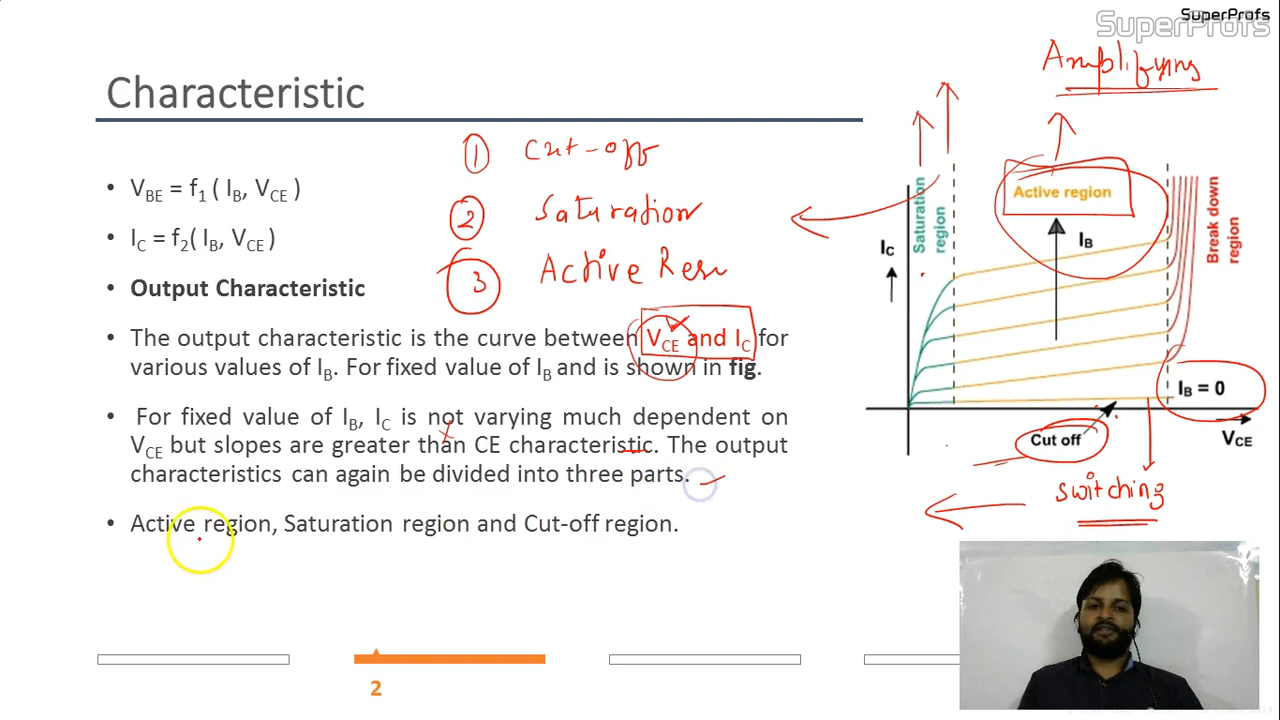 SuperProfs
SuperProfs
Amplifying
Characteristic
① Cut-off
• V_BE = f₁ ( I_B, V_CE )
② Saturation
• I_C = f₂( I_B, V_CE )
③ Active
• Output Characteristic
• The output characteristic is the curve between V_CE and I_C for
various values of I_B. For fixed value of I_B and is shown in fig.
• For fixed value of I_B, I_C is not varying much dependent on
V_CE but slopes are greater than CE characteristic. The output
characteristics can again be divided into three parts.
• Active region, Saturation region and Cut-off region.
2
Saturation
region
Active region
I_B
I_C
Break down
region
I_B = 0
Cut off
V_CE
switching